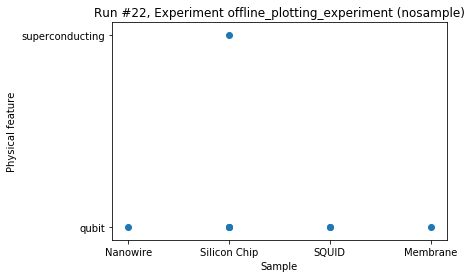 Run #22, Experiment offline_plotting_experiment (nosample)
superconducting
Physical feature
qubit
Nanowire Silicon Chip SQUID Membrane
Sample